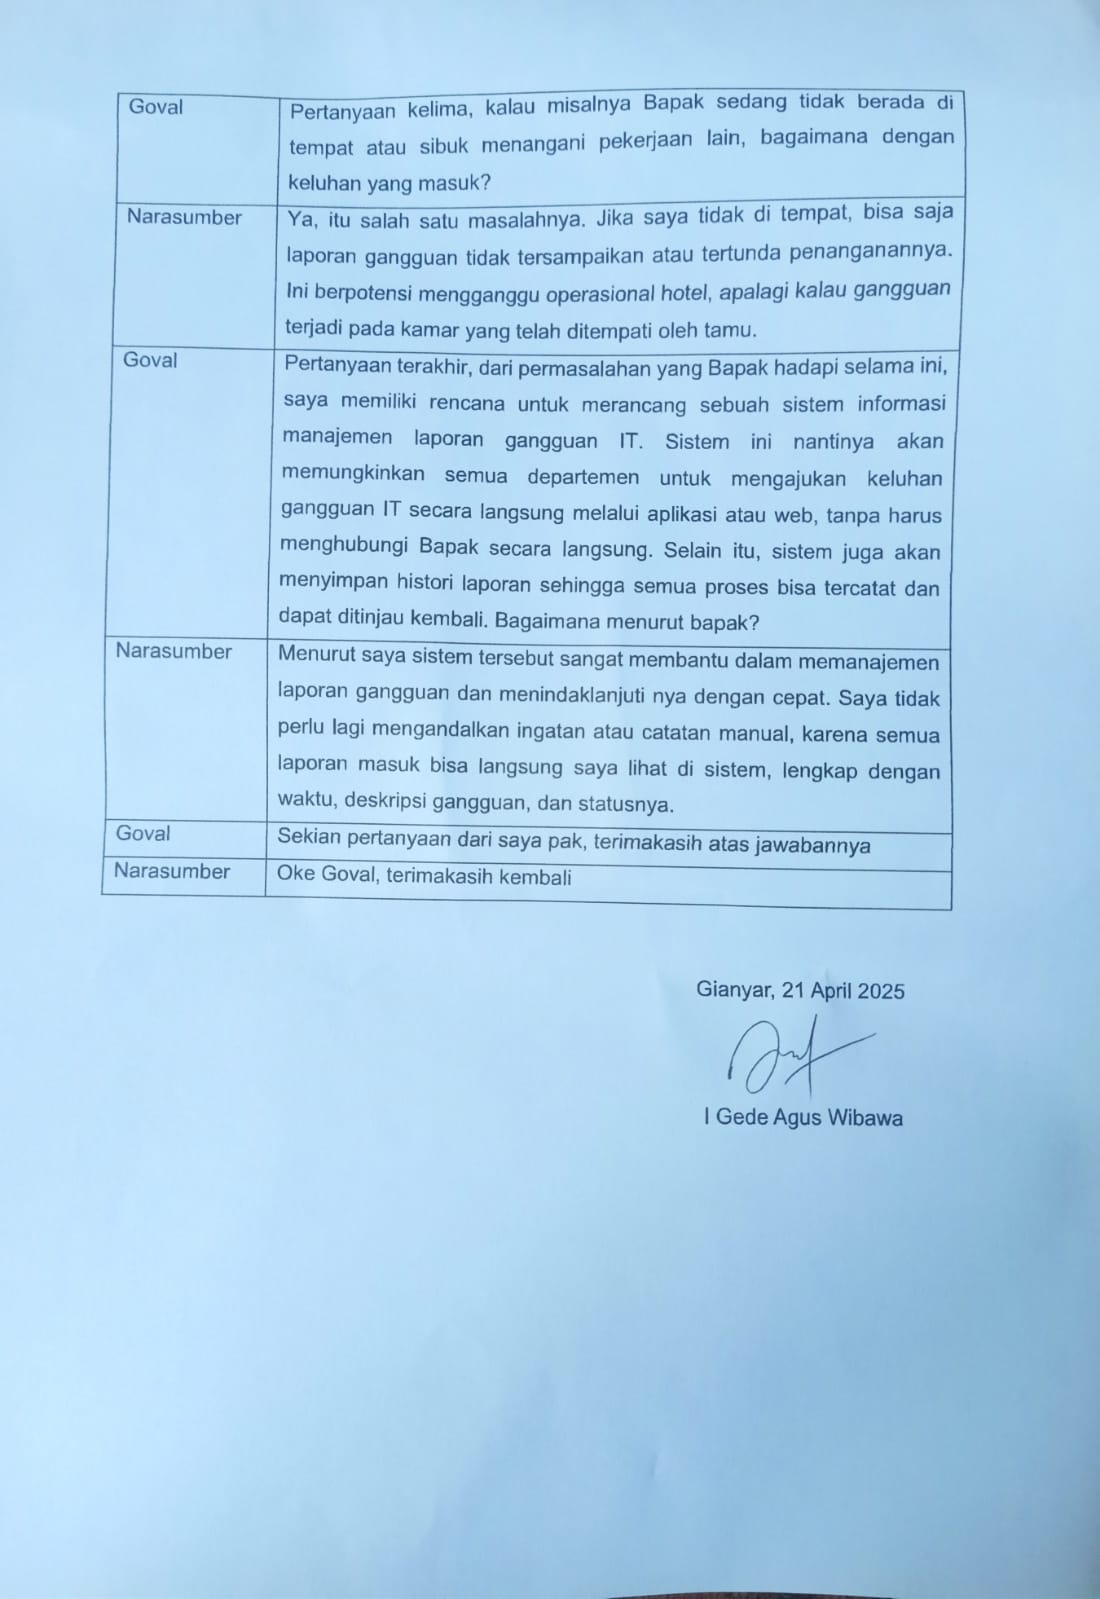 Goval
Pertanyaan kelima, kalau misalnya Bapak sedang tidak berada di
tempat atau sibuk menangani pekerjaan lain, bagaimana dengan
keluhan yang masuk?
Narasumber
Ya, itu salah satu masalahnya. Jika saya tidak di tempat, bisa saja
laporan gangguan tidak tersampaikan atau tertunda penanganannya.
Ini berpotensi mengganggu operasional hotel, apalagi kalau gangguan
terjadi pada kamar yang telah ditempati oleh tamu.
Goval
Pertanyaan terakhir, dari permasalahan yang Bapak hadapi selama ini,
saya memiliki rencana untuk merancang sebuah sistem informasi
manajemen laporan gangguan IT. Sistem ini nantinya akan
memungkinkan semua departemen untuk mengajukan keluhan
gangguan IT secara langsung melalui aplikasi atau web, tanpa harus
menghubungi Bapak secara langsung. Selain itu, sistem juga akan
menyimpan histori laporan sehingga semua proses bisa tercatat dan
dapat ditinjau kembali. Bagaimana menurut bapak?
Narasumber
Menurut saya sistem tersebut sangat membantu dalam memanajemen
laporan gangguan dan menindaklanjuti nya dengan cepat. Saya tidak
perlu lagi mengandalkan ingatan atau catatan manual, karena semua
laporan masuk bisa langsung saya lihat di sistem, lengkap dengan
waktu, deskripsi gangguan, dan statusnya.
Goval
Sekian pertanyaan dari saya pak, terimakasih atas jawabannya
Narasumber
Oke Goval, terimakasih kembali
Gianyar, 21 April 2025
I Gede Agus Wibawa